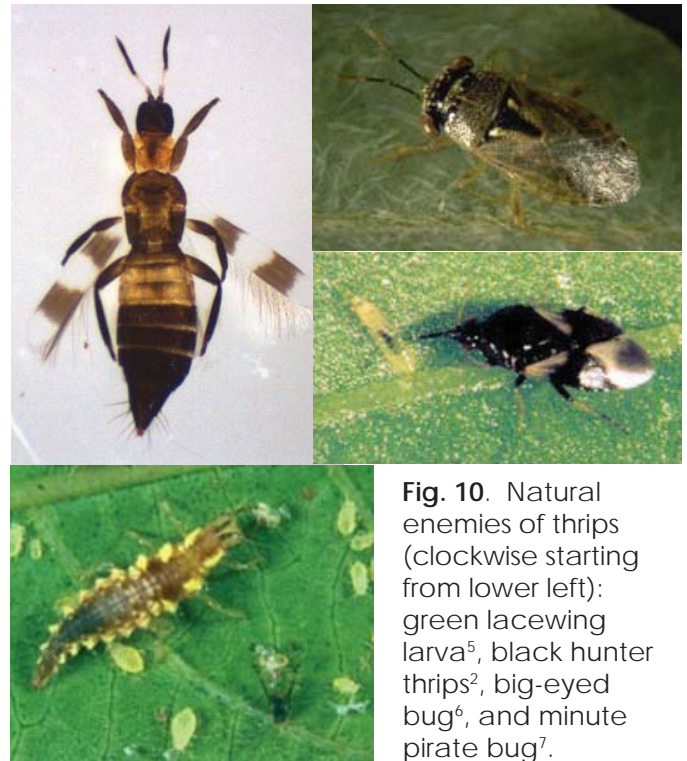 Fig. 10. Natural
enemies of thrips
(clockwise starting
from lower left):
green lacewing
larva⁵, black hunter
thrips², big-eyed
bug⁶, and minute
pirate bug⁷.